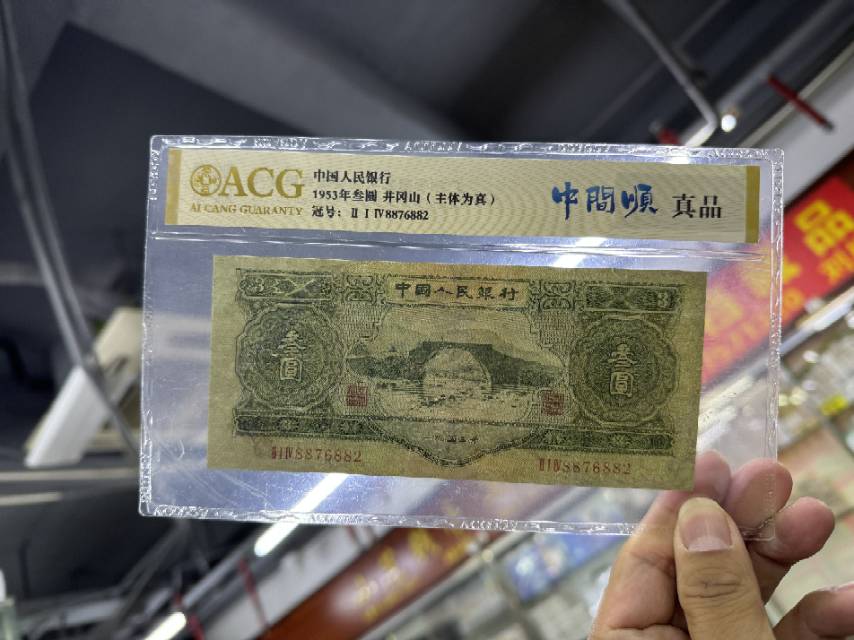 ACG
AI CANG GUARANTY
中国人民银行
1953年叁圆 井冈山（主体为真）
冠号：ⅡⅠⅣ8876882
中間順 真品
中國人民銀行
叁圓
叁圓
ⅡⅠⅣ8876882
ⅡⅠⅣ8876882
品